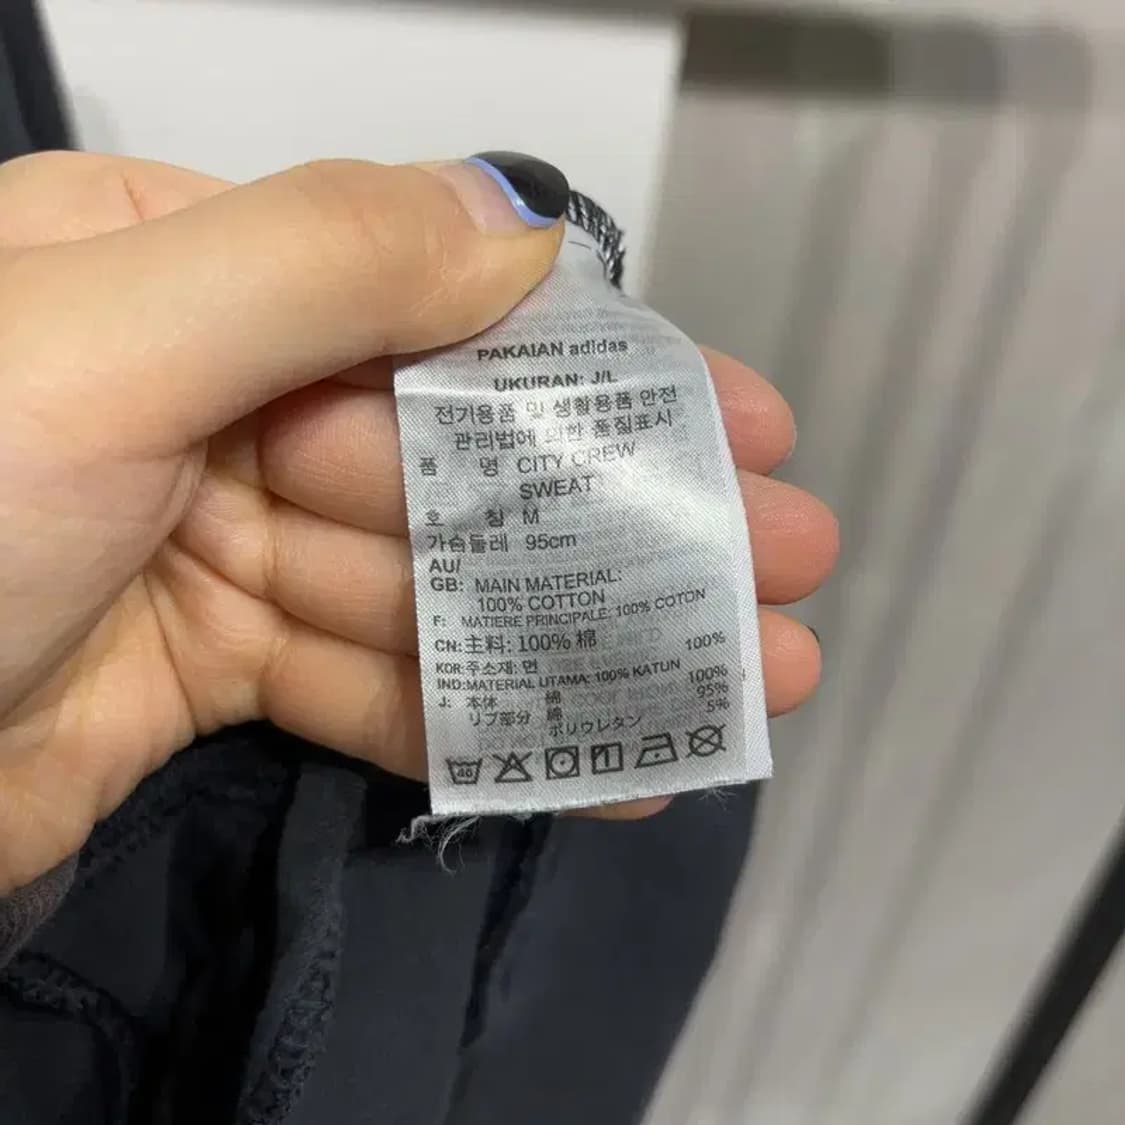 PAKAIAN adidas
UKURAN: J/L
전기용품 및 생활용품 안전
관리법에 의한 품질표시
품 명 CITY CREW
SWEAT
호 칭 M
가슴둘레 95cm
AU/
GB: MAIN MATERIAL:
100% COTTON
F: MATIERE PRINCIPALE: 100% COTON
CN: 主料: 100% 棉
KOR: 주소재: 면 100%
IND: MATERIAL UTAMA: 100% KATUN
J: 本体 綿 100%
リブ部分 綿 95%
ポリウレタン 5%
40